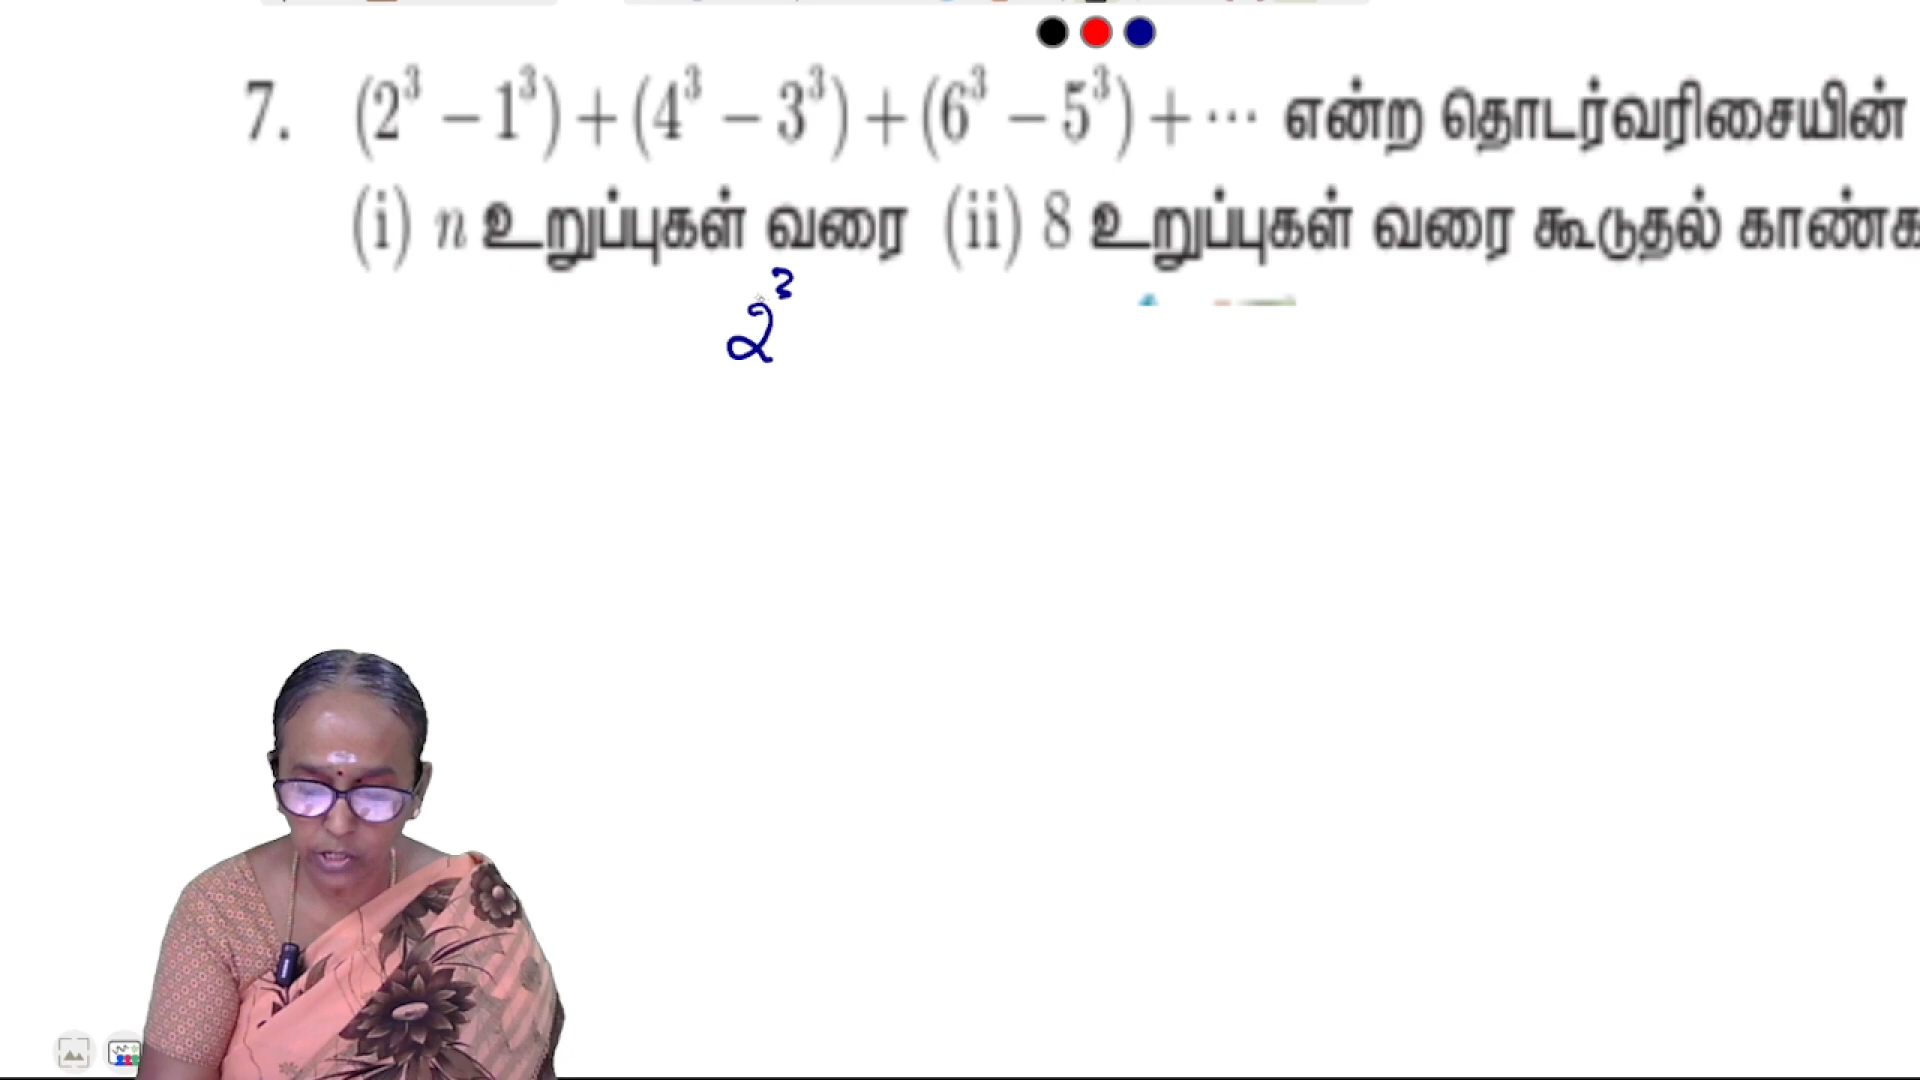 7. (2³ − 1³) + (4³ − 3³) + (6³ − 5³) + ··· என்ற தொடர்வரிசையின்
(i) n உறுப்புகள் வரை (ii) 8 உறுப்புகள் வரை கூடுதல் காண்க
2³